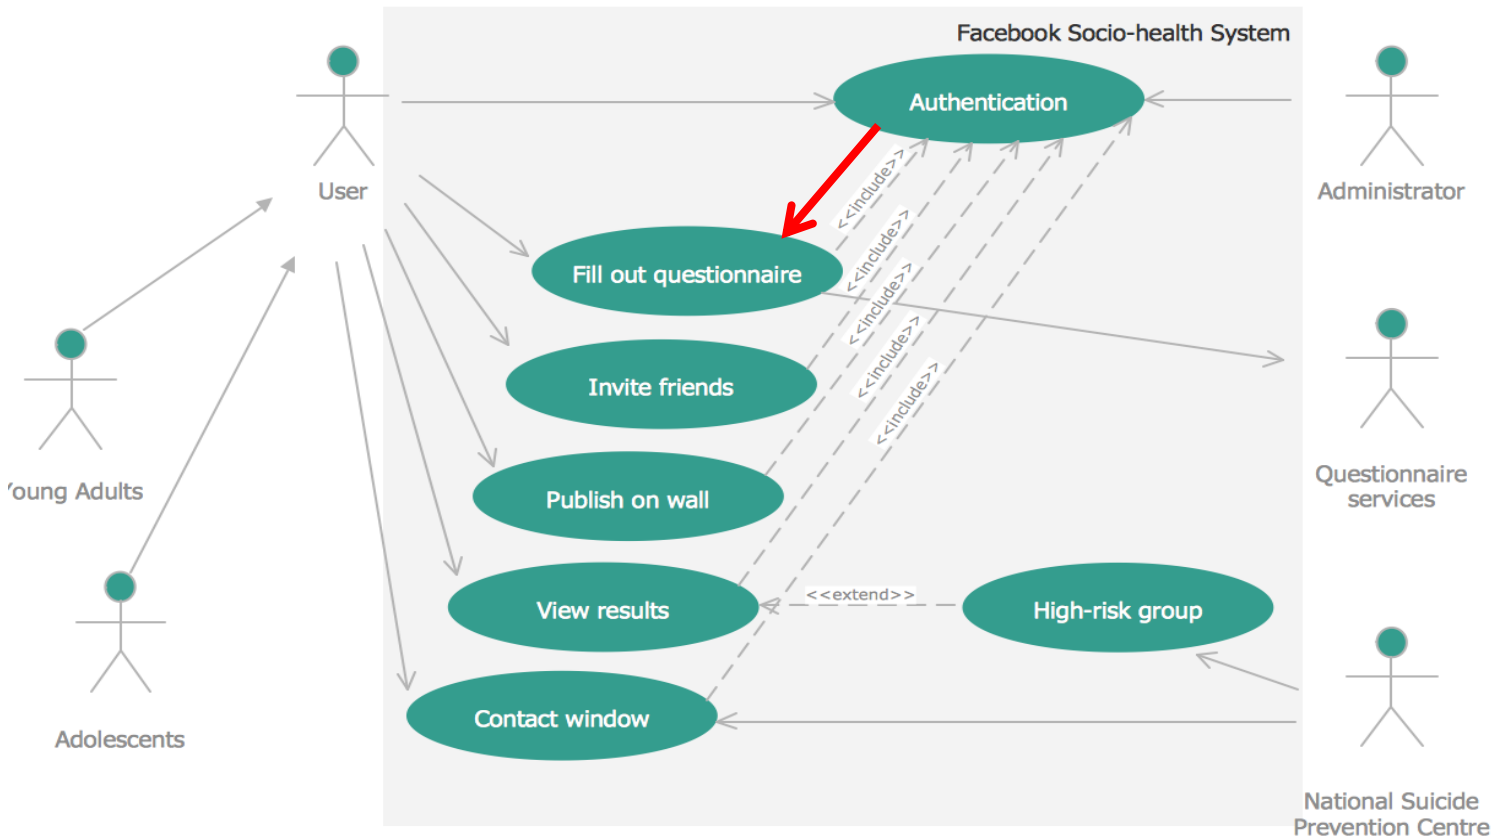 Facebook Socio-health System
Authentication
User
Administrator
<<include>>
<<include>>
<<include>>
<<include>>
<<include>>
Fill out questionnaire
Invite friends
Questionnaire
services
oung Adults
Publish on wall
<<extend>>
View results
High-risk group
Contact window
Adolescents
National Suicide
Prevention Centre